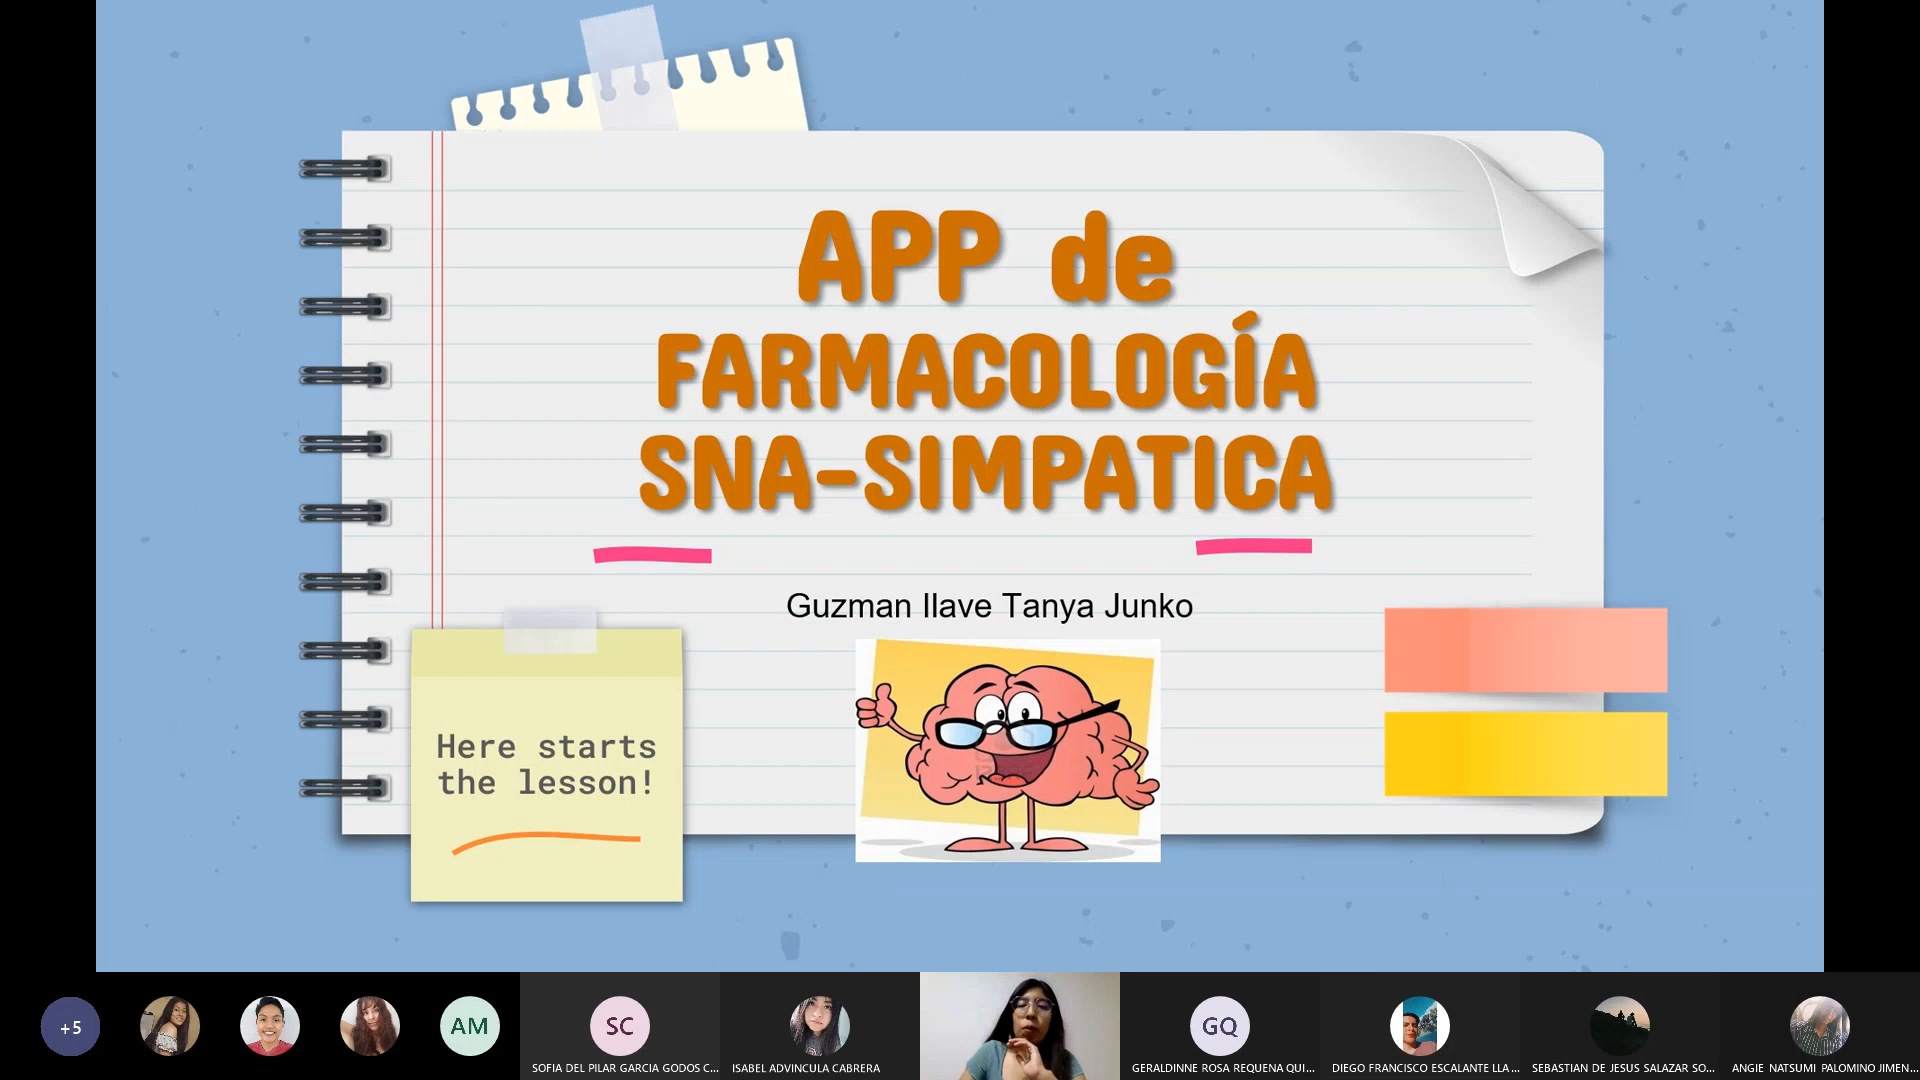 APP de
FARMACOLOGÍA
SNA-SIMPATICA
Guzman Ilave Tanya Junko
Here starts
the lesson!
+5
AM
SC
SOFIA DEL PILAR GARCIA GODOS C...
ISABEL ADVINCULA CABRERA
GQ
GERALDINNE ROSA REQUENA QUI...
DIEGO FRANCISCO ESCALANTE LLA...
SEBASTIAN DE JESUS SALAZAR SO...
ANGIE NATSUMI PALOMINO JIMEN...